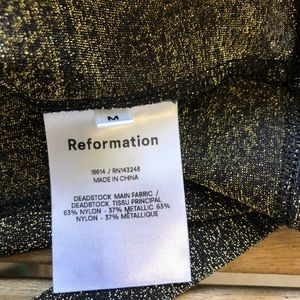 M
Reformation
18614 / RN143246
MADE IN CHINA
DEADSTOCK MAIN FABRIC /
DEADSTOCK TISSU PRINCIPAL
63% NYLON - 37% METALLIC 63%
NYLON - 37% MÉTALLIQUE